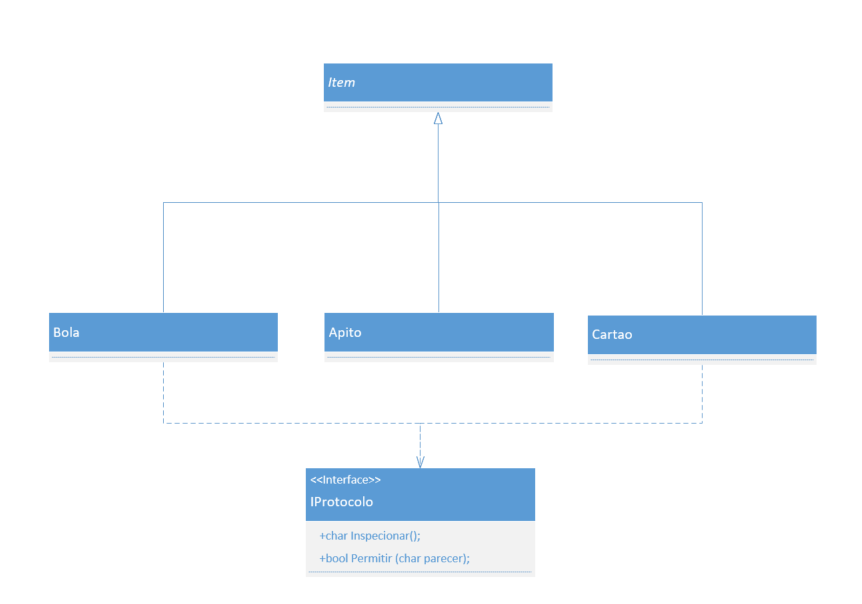 Item
Bola
Apito
Cartao
<<Interface>>
IProtocolo
+char Inspecionar();
+bool Permitir (char parecer);